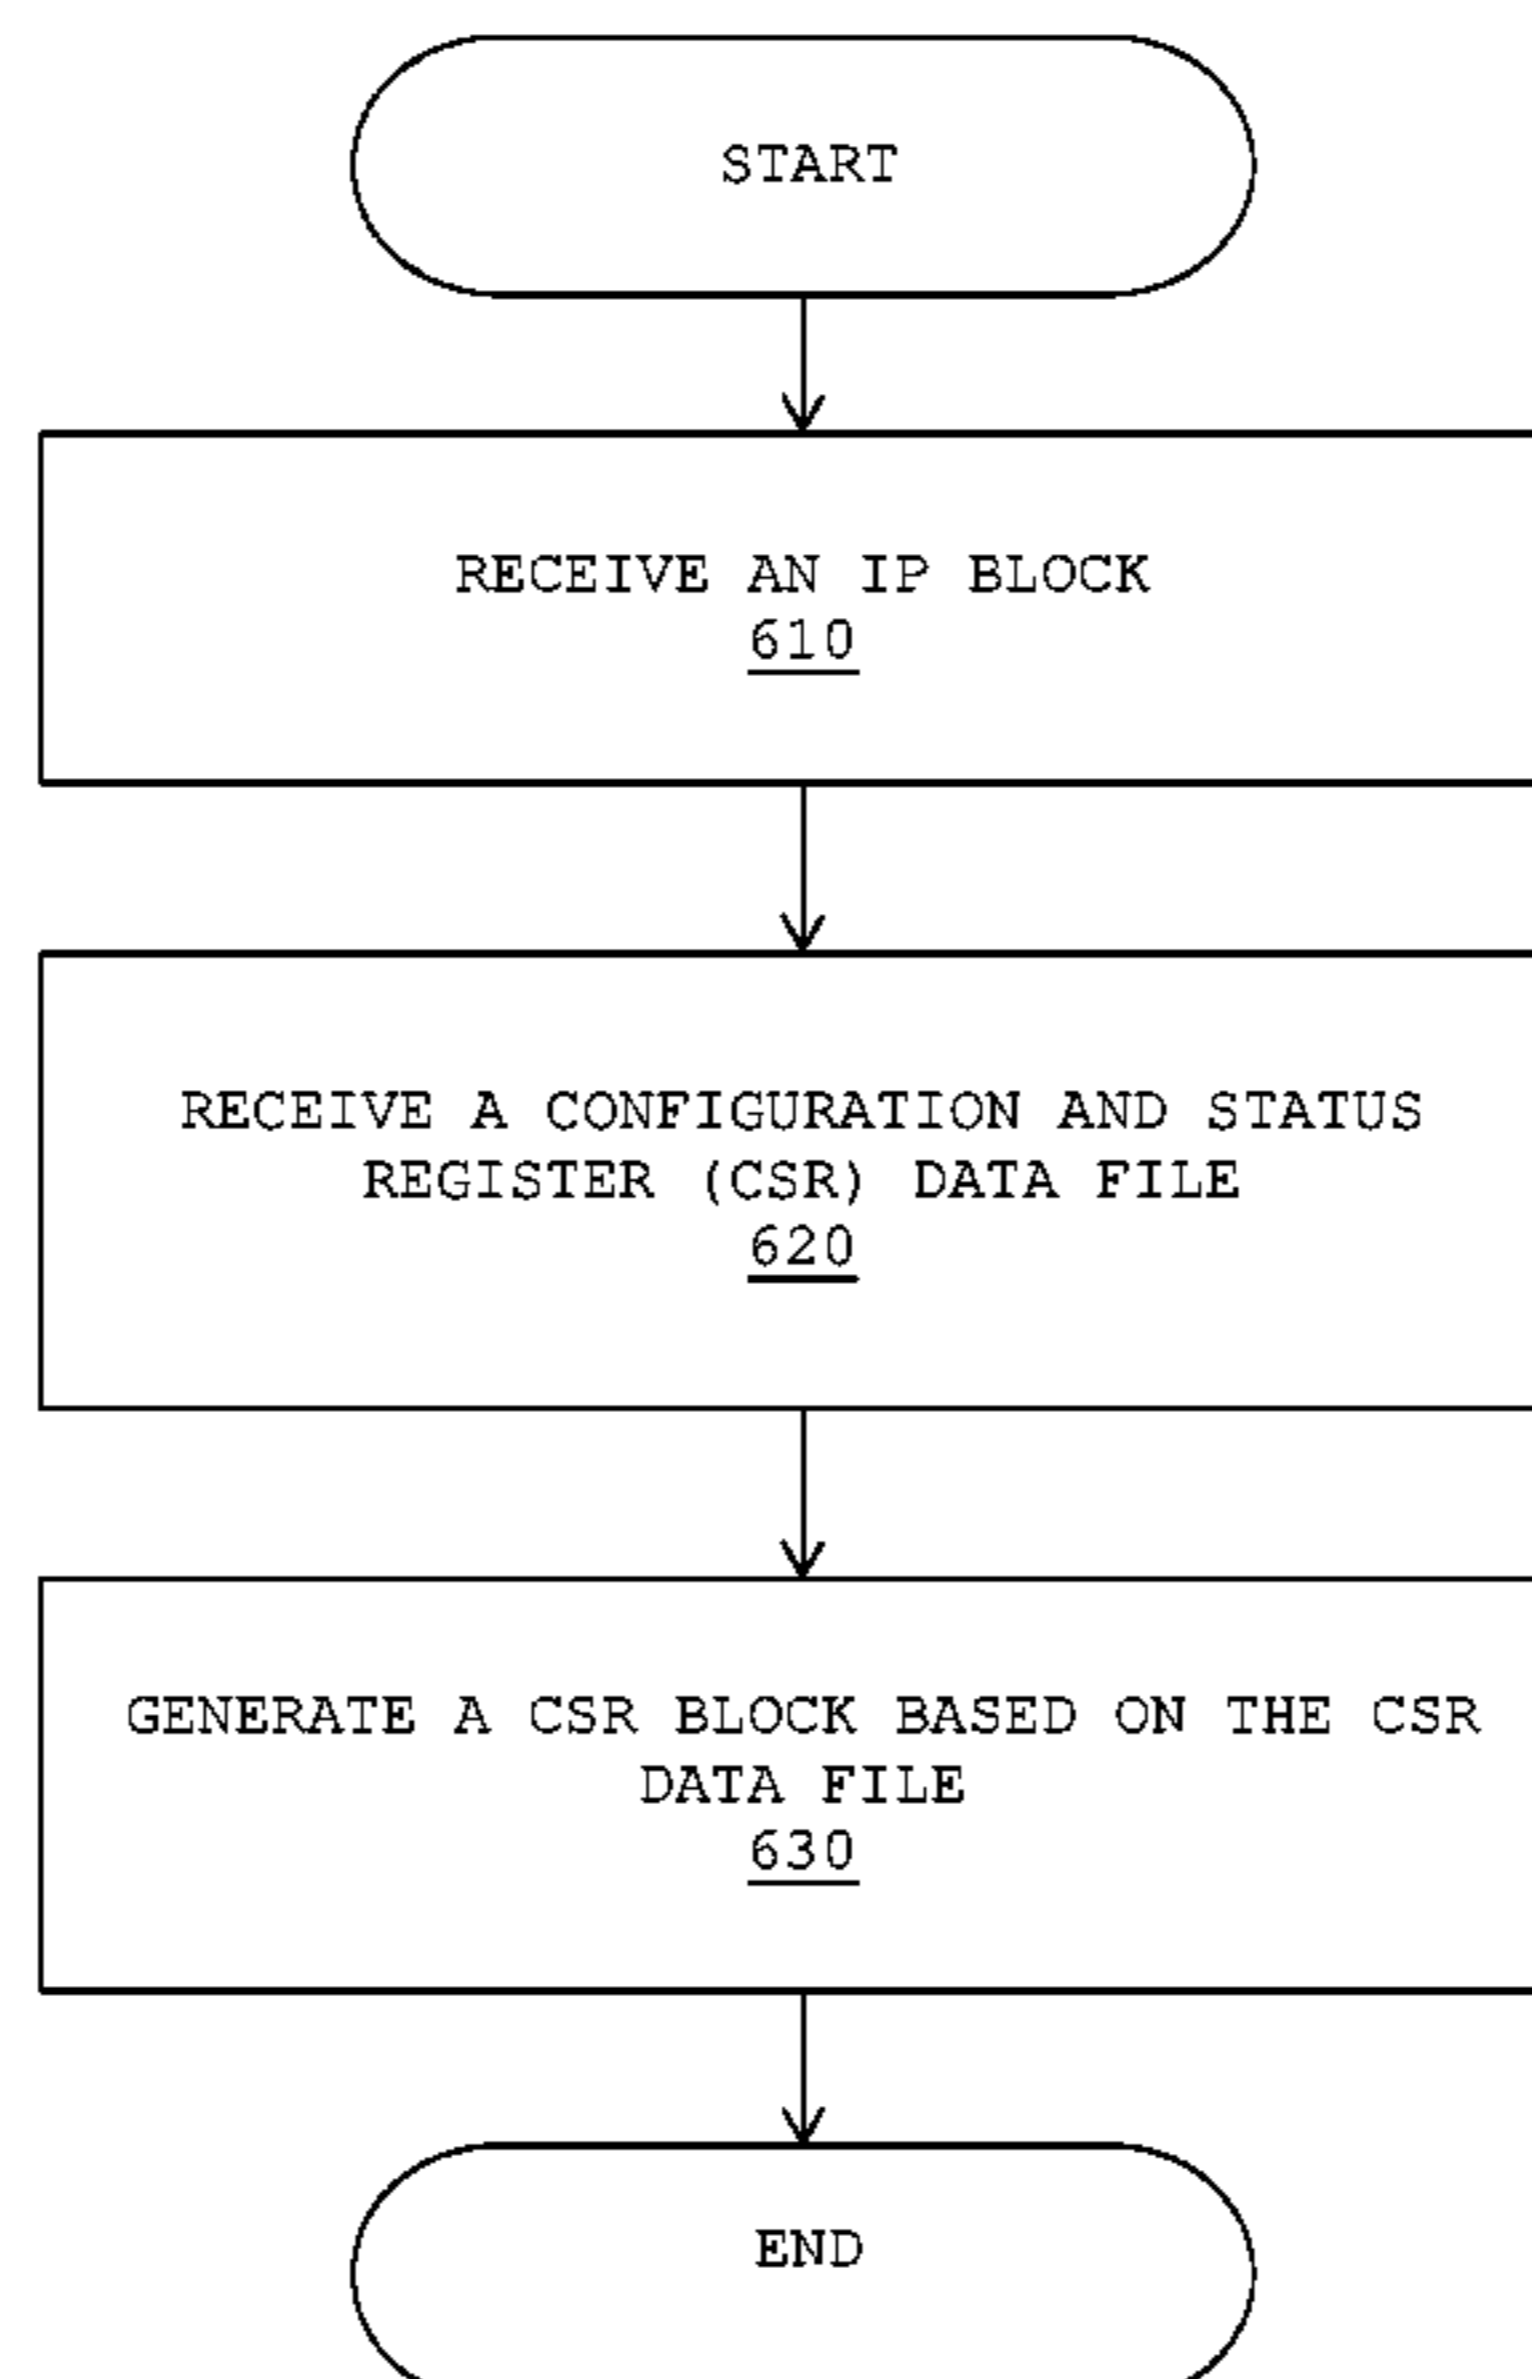 START
RECEIVE AN IP BLOCK
610
RECEIVE A CONFIGURATION AND STATUS
REGISTER (CSR) DATA FILE
620
GENERATE A CSR BLOCK BASED ON THE CSR
DATA FILE
630
END